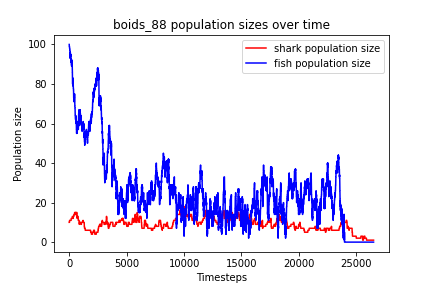 boids_88 population sizes over time
shark population size
fish population size
Population size
100
80
60
40
20
0
0
5000
10000
15000
20000
25000
Timesteps